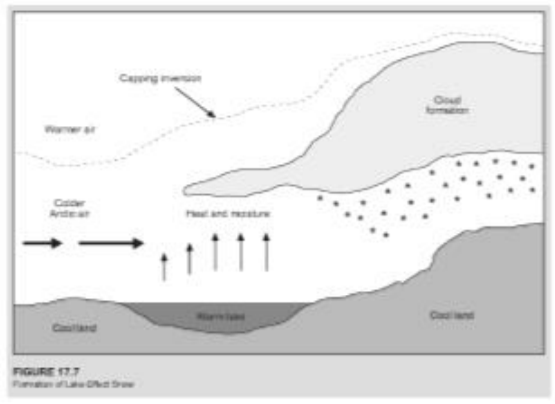 Capping inversion
Warmer air
Cloud
formation
Colder
Arctic air
Heat and moisture
Warm lake
Cool land
Cool land
FIGURE 17.7
Formation of Lake-Effect Snow